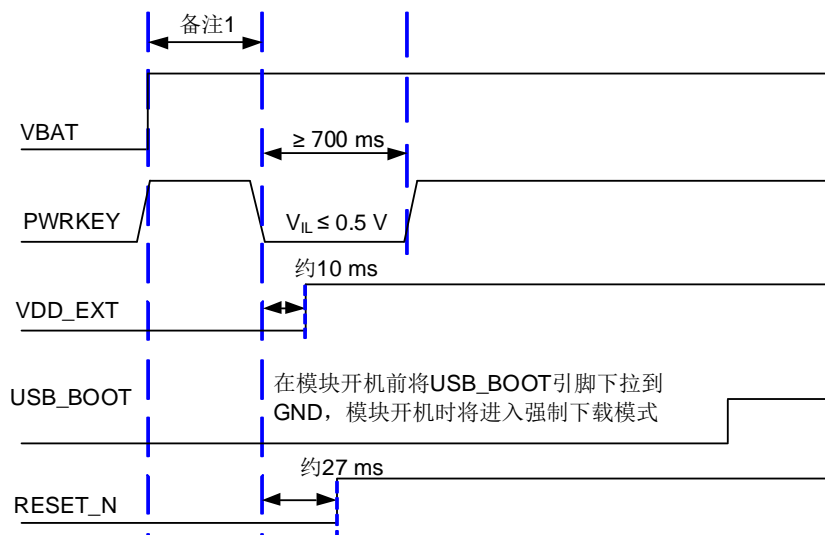 备注1
VBAT
≥ 700 ms
PWRKEY
VIL ≤ 0.5 V
约10 ms
VDD_EXT
在模块开机前将USB_BOOT引脚下拉到
USB_BOOT
GND，模块开机时将进入强制下载模式
约27 ms
RESET_N